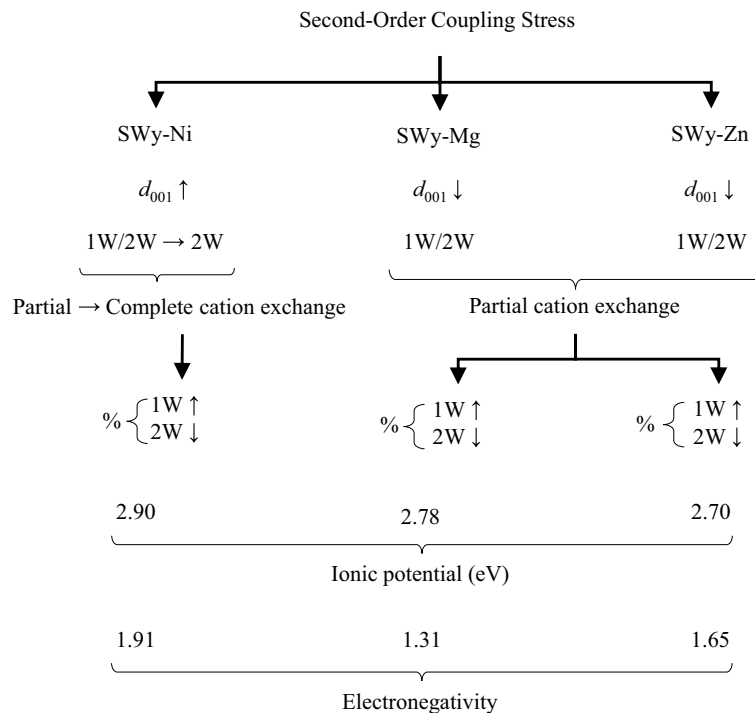 Second-Order Coupling Stress
SWy-Ni SWy-Mg SWy-Zn
d001 ↑ d001 ↓ d001 ↓
1W/2W → 2W 1W/2W 1W/2W
Partial → Complete cation exchange Partial cation exchange
% { 1W ↑ % { 1W ↑ % { 1W ↑
2W ↓ 2W ↓ 2W ↓
2.90 2.78 2.70
Ionic potential (eV)
1.91 1.31 1.65
Electronegativity